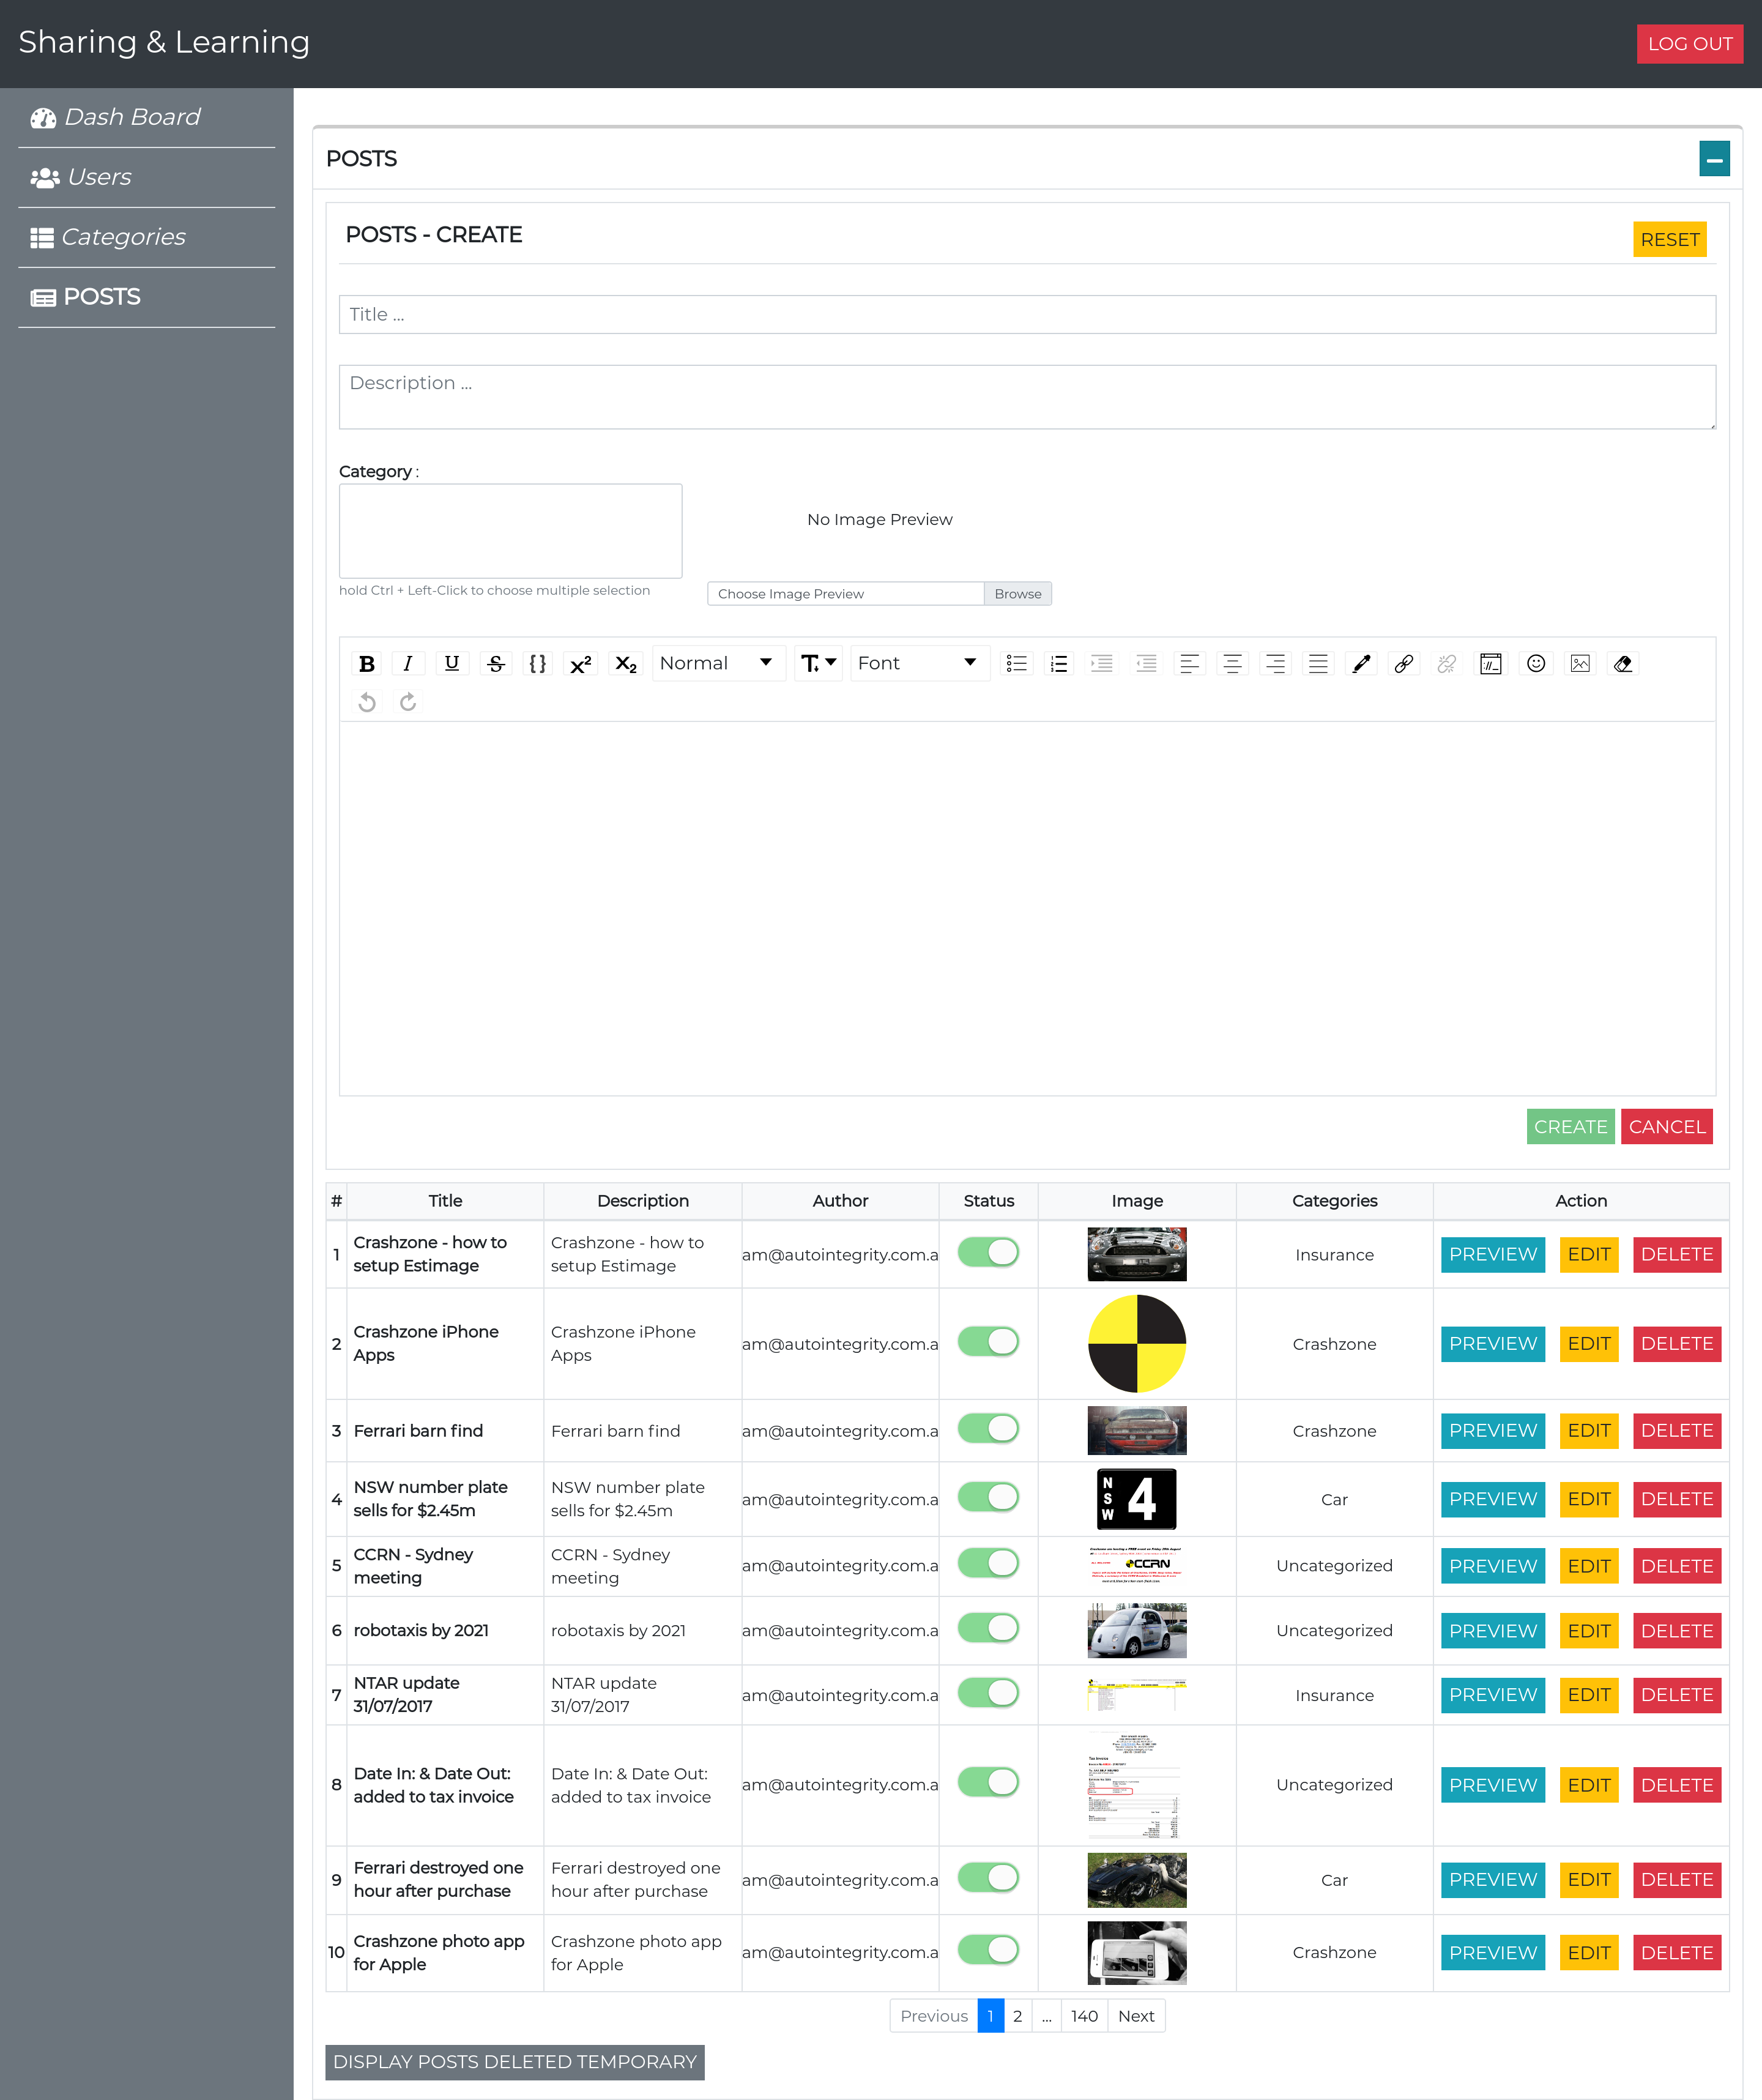 Sharing & Learning
LOG OUT
Dash Board
Users
Categories
POSTS
POSTS
POSTS - CREATE
RESET
Title ...
Description ...
Category :
No Image Preview
hold Ctrl + Left-Click to choose multiple selection
Choose Image Preview Browse
Normal
Font
CREATE CANCEL
# Title Description Author Status Image Categories Action
1 Crashzone - how to setup Estimage Crashzone - how to setup Estimage am@autointegrity.com.a Insurance PREVIEW EDIT DELETE
2 Crashzone iPhone Apps Crashzone iPhone Apps am@autointegrity.com.a Crashzone PREVIEW EDIT DELETE
3 Ferrari barn find Ferrari barn find am@autointegrity.com.a Crashzone PREVIEW EDIT DELETE
4 NSW number plate sells for $2.45m NSW number plate sells for $2.45m am@autointegrity.com.a NSW 4 Car PREVIEW EDIT DELETE
5 CCRN - Sydney meeting CCRN - Sydney meeting am@autointegrity.com.a CCRN Uncategorized PREVIEW EDIT DELETE
6 robotaxis by 2021 robotaxis by 2021 am@autointegrity.com.a Uncategorized PREVIEW EDIT DELETE
7 NTAR update 31/07/2017 NTAR update 31/07/2017 am@autointegrity.com.a Insurance PREVIEW EDIT DELETE
8 Date In: & Date Out: added to tax invoice Date In: & Date Out: added to tax invoice am@autointegrity.com.a Uncategorized PREVIEW EDIT DELETE
9 Ferrari destroyed one hour after purchase Ferrari destroyed one hour after purchase am@autointegrity.com.a Car PREVIEW EDIT DELETE
10 Crashzone photo app for Apple Crashzone photo app for Apple am@autointegrity.com.a Crashzone PREVIEW EDIT DELETE
Previous 1 2 ... 140 Next
DISPLAY POSTS DELETED TEMPORARY